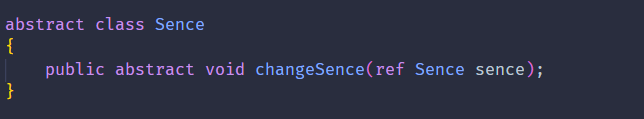 abstract class Sence
{
    public abstract void changeSence(ref Sence sence);
}